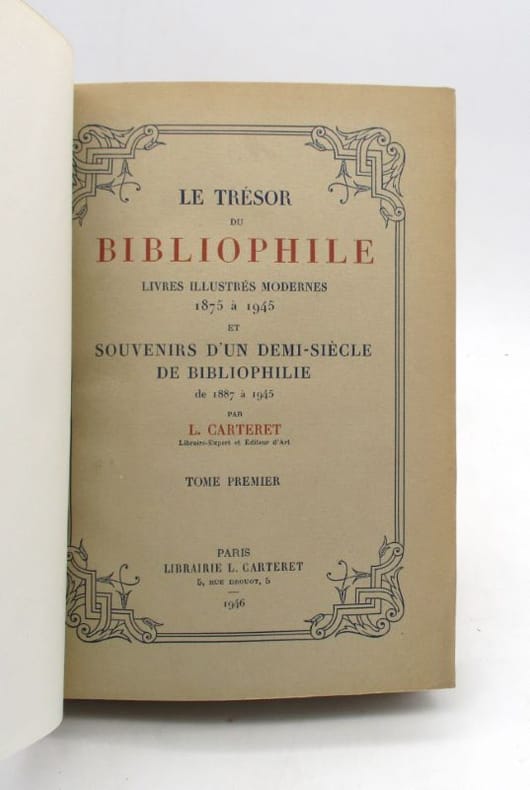 LE TRÉSOR
DU
BIBLIOPHILE
LIVRES ILLUSTRÉS MODERNES
1875 à 1945
ET
SOUVENIRS D'UN DEMI-SIÈCLE
DE BIBLIOPHILIE
de 1887 à 1945
PAR
L. CARTERET
Libraire-Expert et Éditeur d'Art
TOME PREMIER
PARIS
LIBRAIRIE L. CARTERET
5, RUE DROUOT, 5
1946